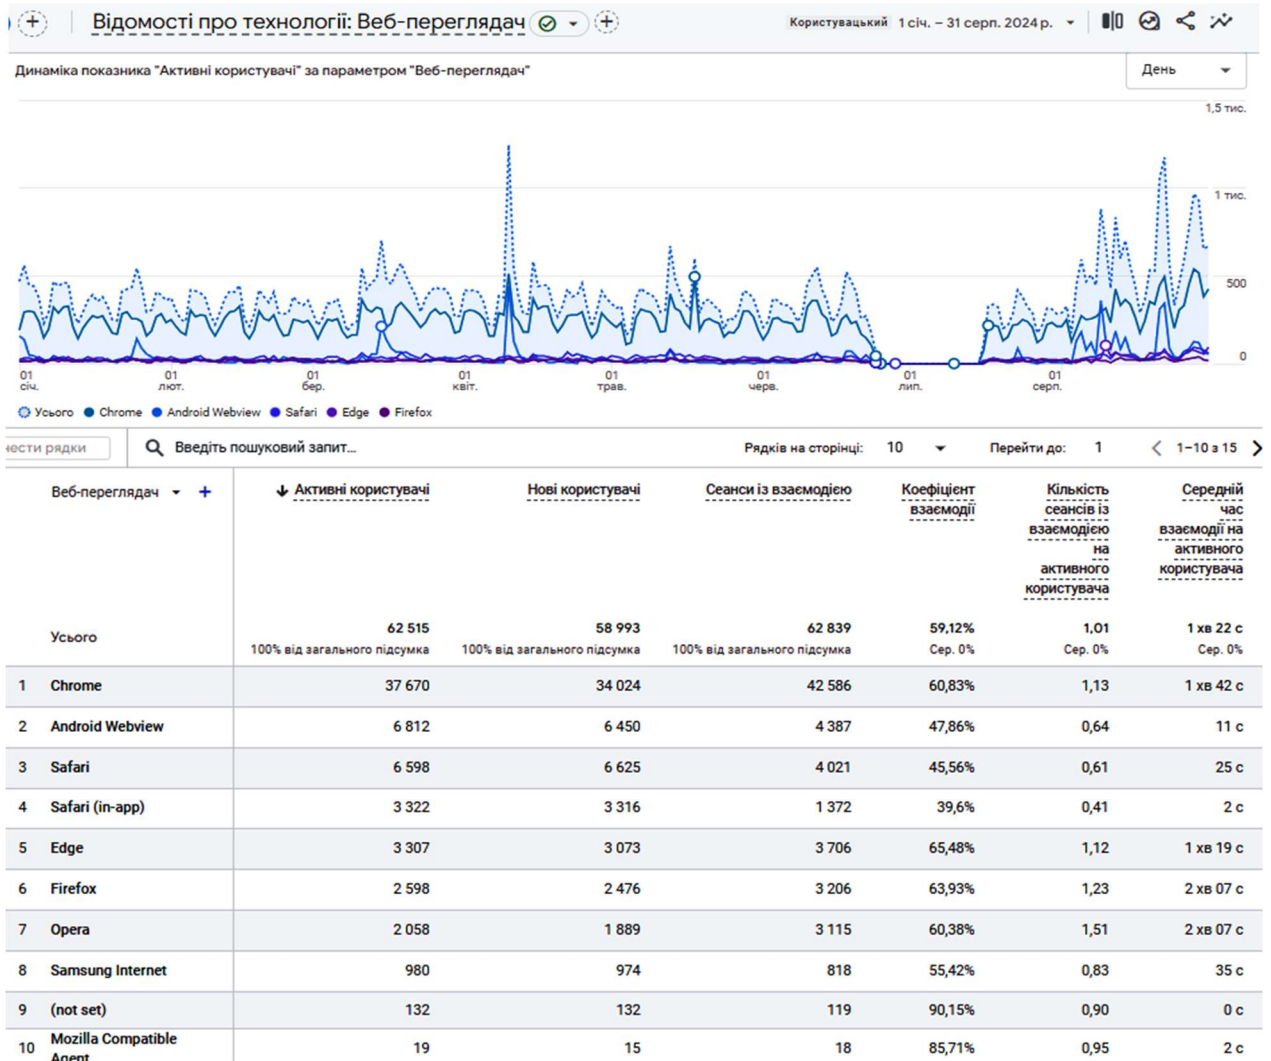 Відомості про технології: Веб-переглядач
Користувацький 1 січ. – 31 серп. 2024 р.
Динаміка показника "Активні користувачі" за параметром "Веб-переглядач"
День
1,5 тис.
1 тис.
500
0
01 01 01 01 01 01 01 01
січ. лют. бер. квіт. трав. черв. лип. серп.
Усього Chrome Android Webview Safari Edge Firefox
нести рядки Введіть пошуковий запит... Рядків на сторінці: 10 Перейти до: 1 1–10 з 15
Веб-переглядач + Активні користувачі Нові користувачі Сеанси із взаємодією Коефіцієнт взаємодії Кількість сеансів із взаємодією на активного користувача Середній час взаємодії на активного користувача
Усього 62 515 58 993 62 839 59,12% 1,01 1 хв 22 с
100% від загального підсумка 100% від загального підсумка 100% від загального підсумка Сер. 0% Сер. 0% Сер. 0%
1 Chrome 37 670 34 024 42 586 60,83% 1,13 1 хв 42 с
2 Android Webview 6 812 6 450 4 387 47,86% 0,64 11 с
3 Safari 6 598 6 625 4 021 45,56% 0,61 25 с
4 Safari (in-app) 3 322 3 316 1 372 39,6% 0,41 2 с
5 Edge 3 307 3 073 3 706 65,48% 1,12 1 хв 19 с
6 Firefox 2 598 2 476 3 206 63,93% 1,23 2 хв 07 с
7 Opera 2 058 1 889 3 115 60,38% 1,51 2 хв 07 с
8 Samsung Internet 980 974 818 55,42% 0,83 35 с
9 (not set) 132 132 119 90,15% 0,90 0 с
10 Mozilla Compatible Agent 19 15 18 85,71% 0,95 2 с